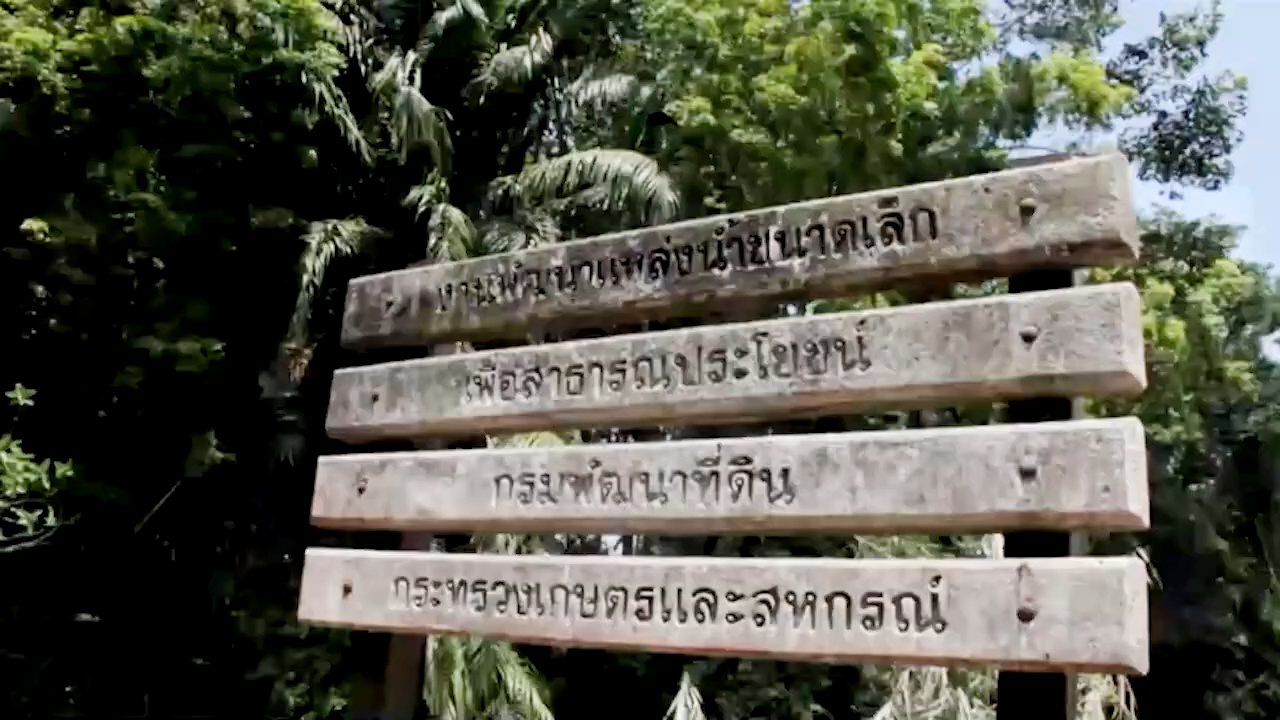 งานพัฒนาแหล่งน้ำขนาดเล็ก
เพื่อสาธารณประโยชน์
กรมพัฒนาที่ดิน
กระทรวงเกษตรและสหกรณ์